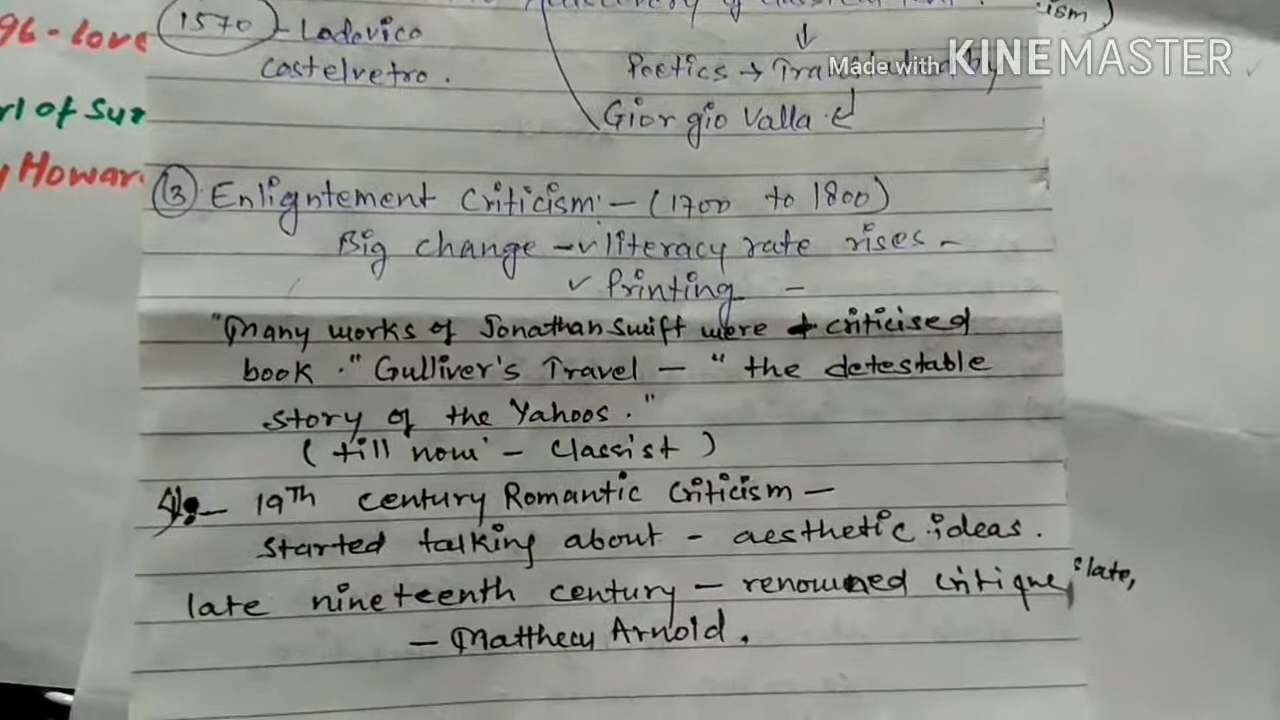 96 - love
1570 - Lodovico
castelvetro.
ism)
Poetics → 
Giorgio Valla
Made with KINEMASTER
rl of Sur
Howar
(3) Enligntement Criticism - (1700 to 1800)
Big change - ✓ literacy rate rises -
✓ Printing -
"Many works of Jonathan Swift were criticised
book." Gulliver's Travel - "the detestable
story of the Yahoos."
(till now - Classist)
4) - 19Th century Romantic Criticism -
started talking about - aesthetic ideas.
late nineteenth century - renowned critique, late,
- Matthew Arnold.